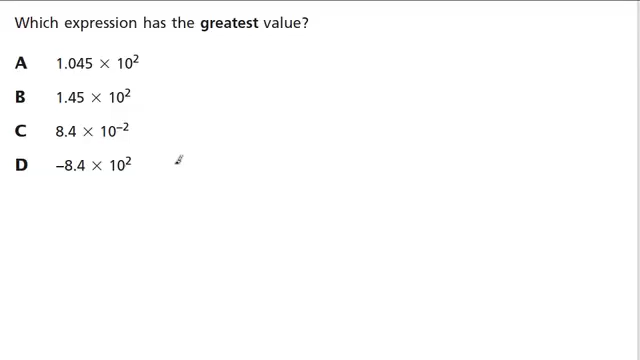 Which expression has the greatest value?
A 1.045 × 10²
B 1.45 × 10²
C 8.4 × 10⁻²
D –8.4 × 10²